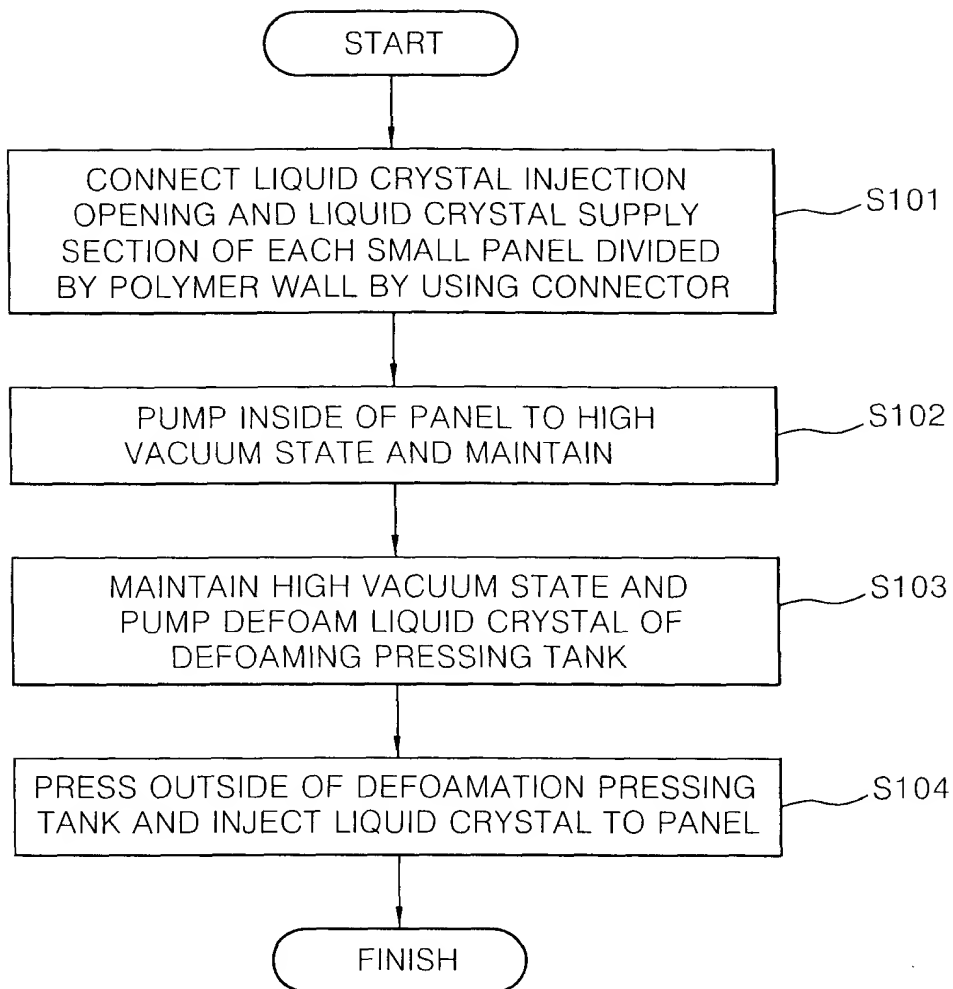 START
CONNECT LIQUID CRYSTAL INJECTION
OPENING AND LIQUID CRYSTAL SUPPLY
SECTION OF EACH SMALL PANEL DIVIDED
BY POLYMER WALL BY USING CONNECTOR
S101
PUMP INSIDE OF PANEL TO HIGH
VACUUM STATE AND MAINTAIN
S102
MAINTAIN HIGH VACUUM STATE AND
PUMP DEFOAM LIQUID CRYSTAL OF
DEFOAMING PRESSING TANK
S103
PRESS OUTSIDE OF DEFOAMATION PRESSING
TANK AND INJECT LIQUID CRYSTAL TO PANEL
S104
FINISH